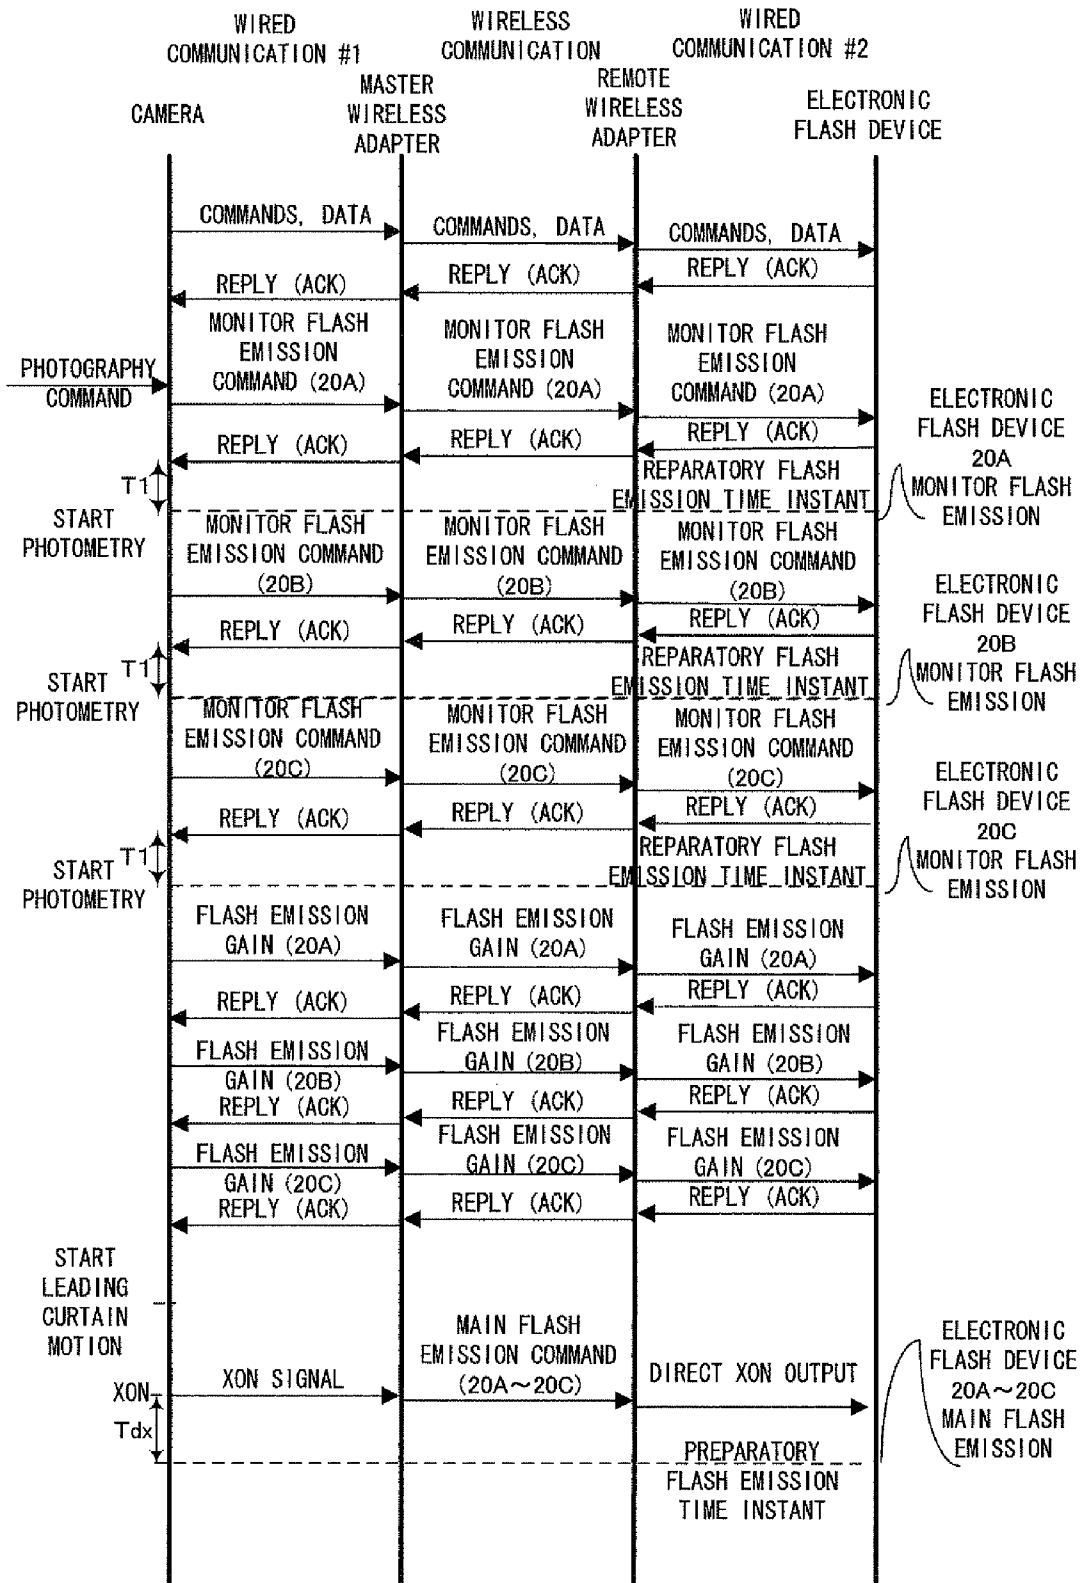 WIRED
COMMUNICATION #1
WIRELESS
COMMUNICATION
WIRED
COMMUNICATION #2
CAMERA
MASTER
WIRELESS
ADAPTER
REMOTE
WIRELESS
ADAPTER
ELECTRONIC
FLASH DEVICE
COMMANDS, DATA
COMMANDS, DATA
COMMANDS, DATA
REPLY (ACK)
REPLY (ACK)
REPLY (ACK)
PHOTOGRAPHY
COMMAND
MONITOR FLASH
EMISSION
COMMAND (20A)
MONITOR FLASH
EMISSION
COMMAND (20A)
MONITOR FLASH
EMISSION
COMMAND (20A)
REPLY (ACK)
REPLY (ACK)
REPLY (ACK)
ELECTRONIC
FLASH DEVICE
20A
MONITOR FLASH
EMISSION
T1
REPARATORY FLASH
EMISSION TIME INSTANT
START
PHOTOMETRY
MONITOR FLASH
EMISSION COMMAND
(20B)
MONITOR FLASH
EMISSION COMMAND
(20B)
MONITOR FLASH
EMISSION COMMAND
(20B)
REPLY (ACK)
REPLY (ACK)
REPLY (ACK)
ELECTRONIC
FLASH DEVICE
20B
MONITOR FLASH
EMISSION
T1
REPARATORY FLASH
EMISSION TIME INSTANT
START
PHOTOMETRY
MONITOR FLASH
EMISSION COMMAND
(20C)
MONITOR FLASH
EMISSION COMMAND
(20C)
MONITOR FLASH
EMISSION COMMAND
(20C)
REPLY (ACK)
REPLY (ACK)
REPLY (ACK)
ELECTRONIC
FLASH DEVICE
20C
MONITOR FLASH
EMISSION
T1
REPARATORY FLASH
EMISSION TIME INSTANT
START
PHOTOMETRY
FLASH EMISSION
GAIN (20A)
FLASH EMISSION
GAIN (20A)
FLASH EMISSION
GAIN (20A)
REPLY (ACK)
REPLY (ACK)
REPLY (ACK)
FLASH EMISSION
GAIN (20B)
FLASH EMISSION
GAIN (20B)
FLASH EMISSION
GAIN (20B)
REPLY (ACK)
REPLY (ACK)
REPLY (ACK)
FLASH EMISSION
GAIN (20C)
FLASH EMISSION
GAIN (20C)
FLASH EMISSION
GAIN (20C)
REPLY (ACK)
REPLY (ACK)
REPLY (ACK)
START
LEADING
CURTAIN
MOTION
XON
XON SIGNAL
MAIN FLASH
EMISSION COMMAND
(20A～20C)
DIRECT XON OUTPUT
ELECTRONIC
FLASH DEVICE
20A～20C
MAIN FLASH
EMISSION
Tdx
PREPARATORY
FLASH EMISSION
TIME INSTANT